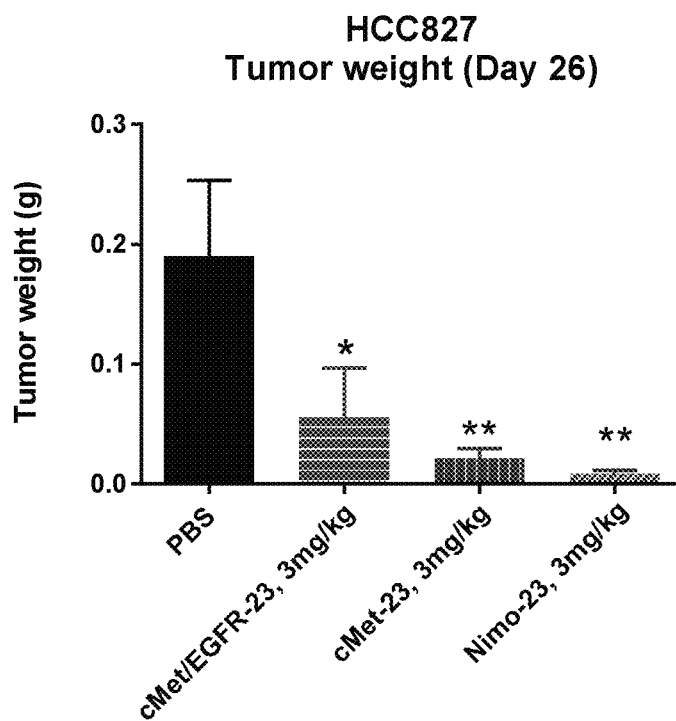 HCC827
Tumor weight (Day 26)
Tumor weight (g)
0.3
0.2
0.1
0.0
*
**
**
PBS
cMet/EGFR-23, 3mg/kg
cMet-23, 3mg/kg
Nimo-23, 3mg/kg